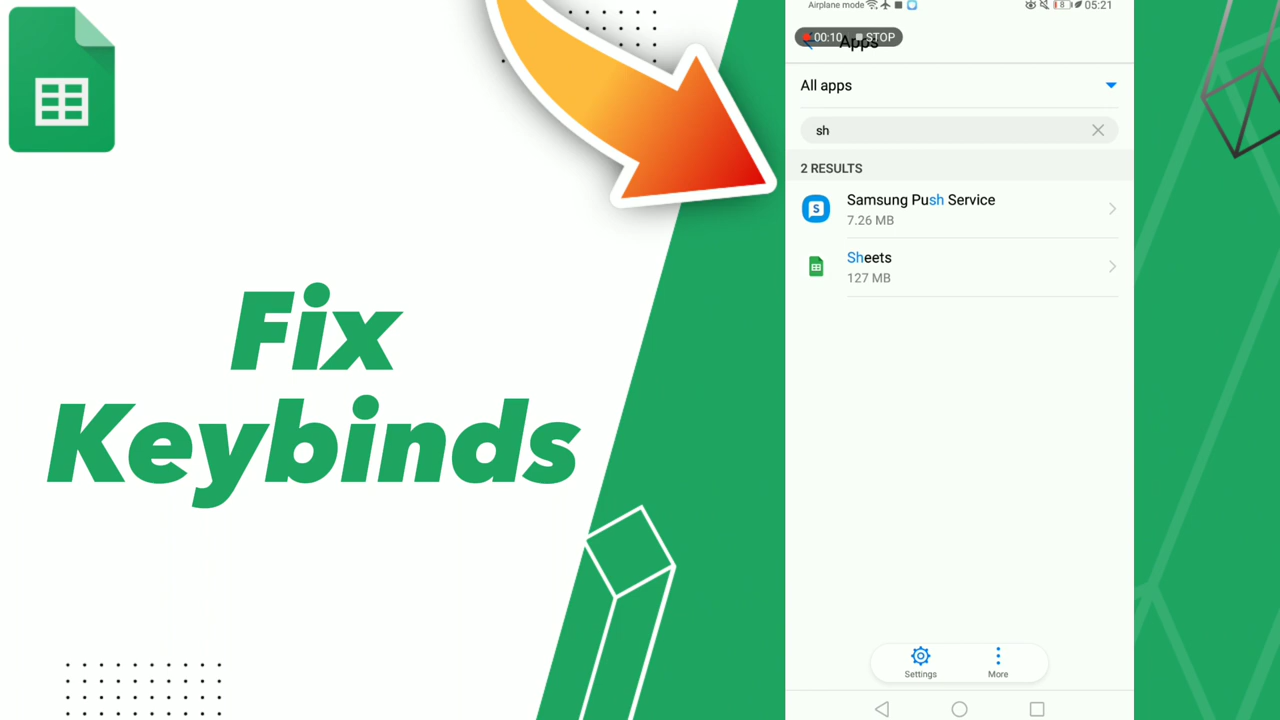 Fix
Keybinds
Airplane mode
8
05:21
00:10 STOP
Apps
All apps
sh
2 RESULTS
S
Samsung Push Service
7.26 MB
Sheets
127 MB
Settings
More